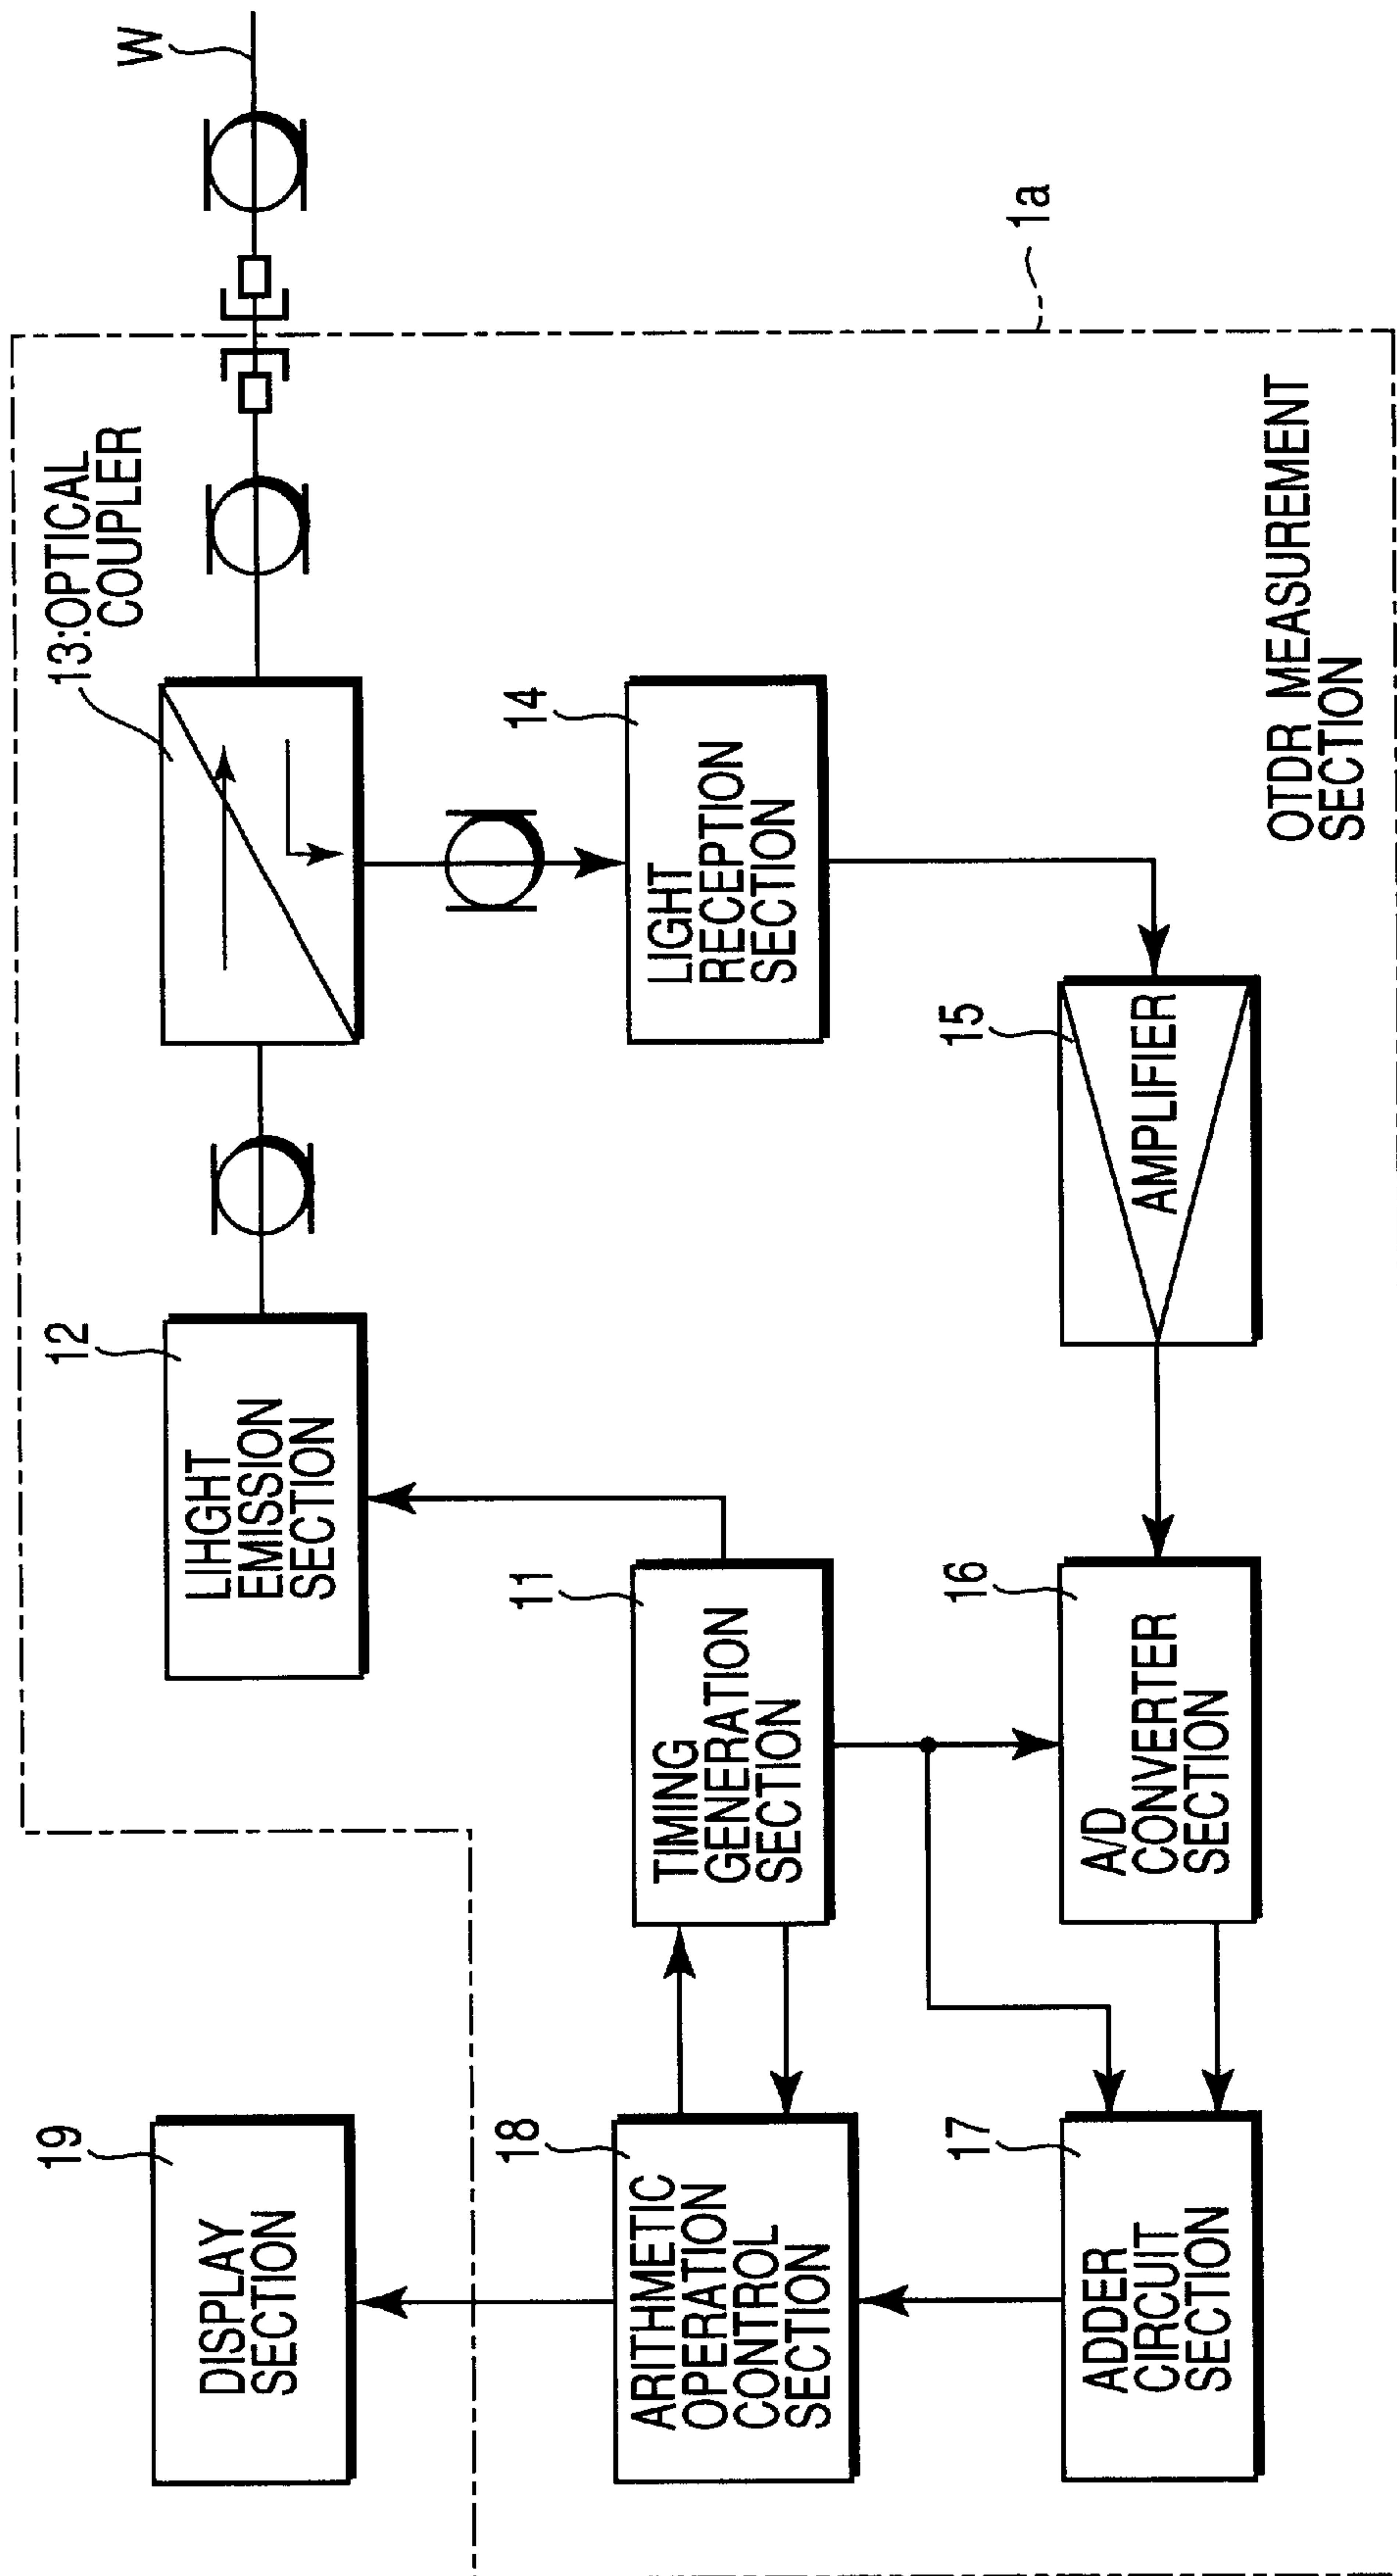 19
DISPLAY
SECTION
12
LIHGHT
EMISSION
SECTION
13:OPTICAL
COUPLER
W
18
ARITHMETIC
OPERATION
CONTROL
SECTION
11
TIMING
GENERATION
SECTION
14
LIGHT
RECEPTION
SECTION
1a
17
ADDER
CIRCUIT
SECTION
16
A/D
CONVERTER
SECTION
15
AMPLIFIER
OTDR MEASUREMENT
SECTION